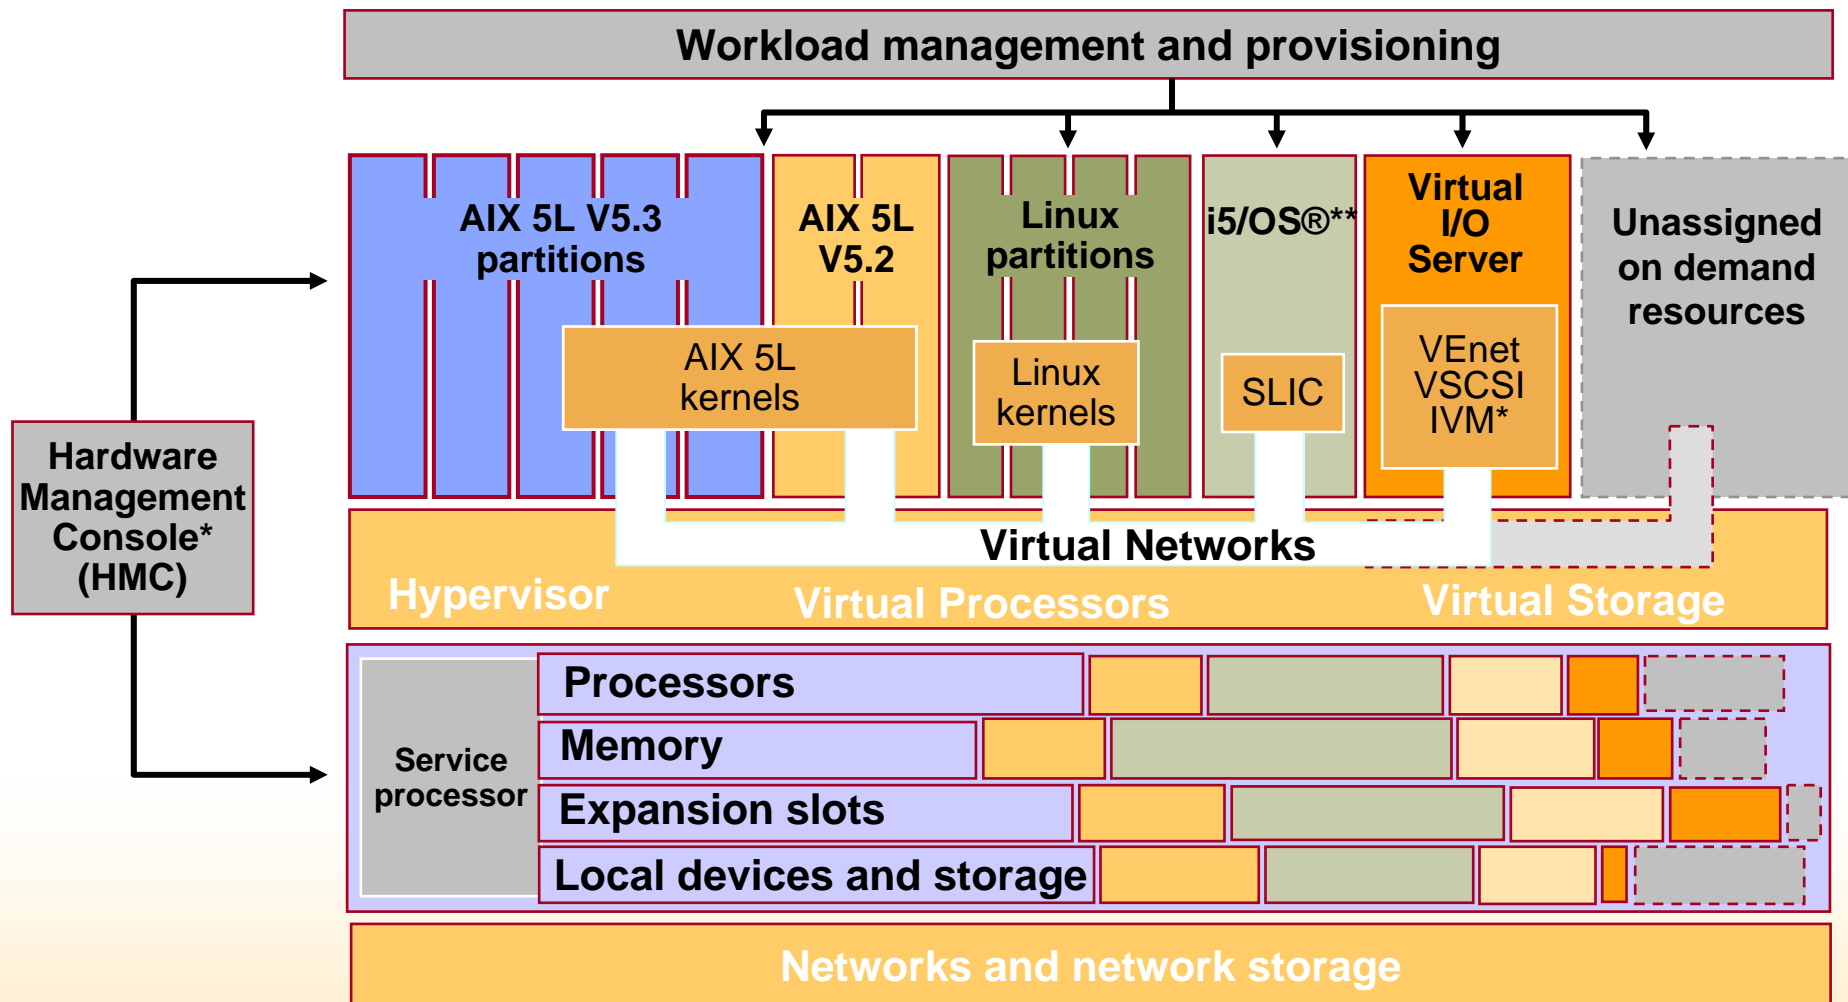 Workload management and provisioning
AIX 5L V5.3
partitions
AIX 5L
V5.2
Linux
partitions
i5/OS®**
Virtual
I/O
Server
Unassigned
on demand
resources
AIX 5L
kernels
Linux
kernels
SLIC
VEnet
VSCSI
IVM*
Hardware
Management
Console*
(HMC)
Virtual Networks
Hypervisor
Virtual Processors
Virtual Storage
Service
processor
Processors
Memory
Expansion slots
Local devices and storage
Networks and network storage